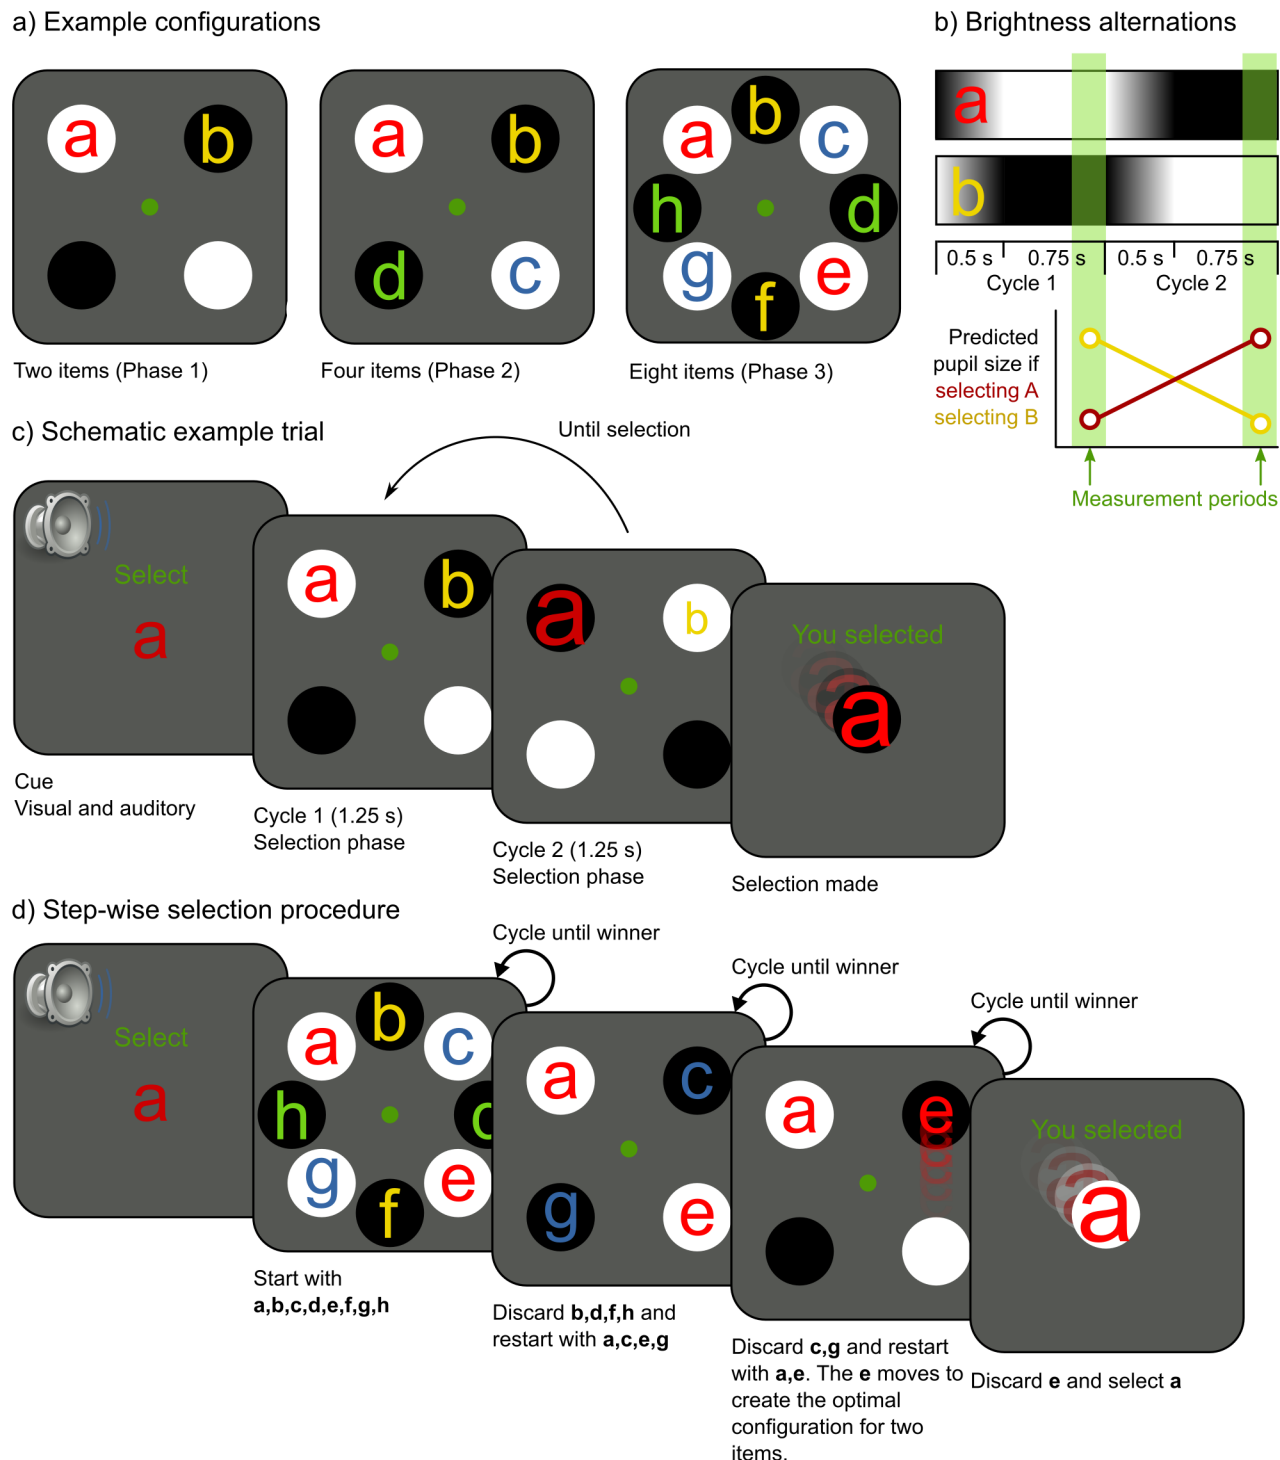 a) Example configurations
a
b
Two items (Phase 1)
a
b
d
c
Four items (Phase 2)
a
b
c
h
d
g
f
e
Eight items (Phase 3)
b) Brightness alternations
a
b
0.5 s 0.75 s 0.5 s 0.75 s
Cycle 1 Cycle 2
Predicted
pupil size if
selecting A
selecting B
Measurement periods
c) Schematic example trial
Until selection
Select
a
Cue
Visual and auditory
a
b
Cycle 1 (1.25 s)
Selection phase
a
b
Cycle 2 (1.25 s)
Selection phase
You selected
a
Selection made
d) Step-wise selection procedure
Select
a
Cycle until winner
a
b
c
h
d
g
f
e
Start with
a,b,c,d,e,f,g,h
Cycle until winner
a
c
g
e
Discard b,d,f,h and
restart with a,c,e,g
Cycle until winner
a
e
Discard c,g and restart
with a,e. The e moves to
create the optimal
configuration for two
items.
You selected
a
Discard e and select a